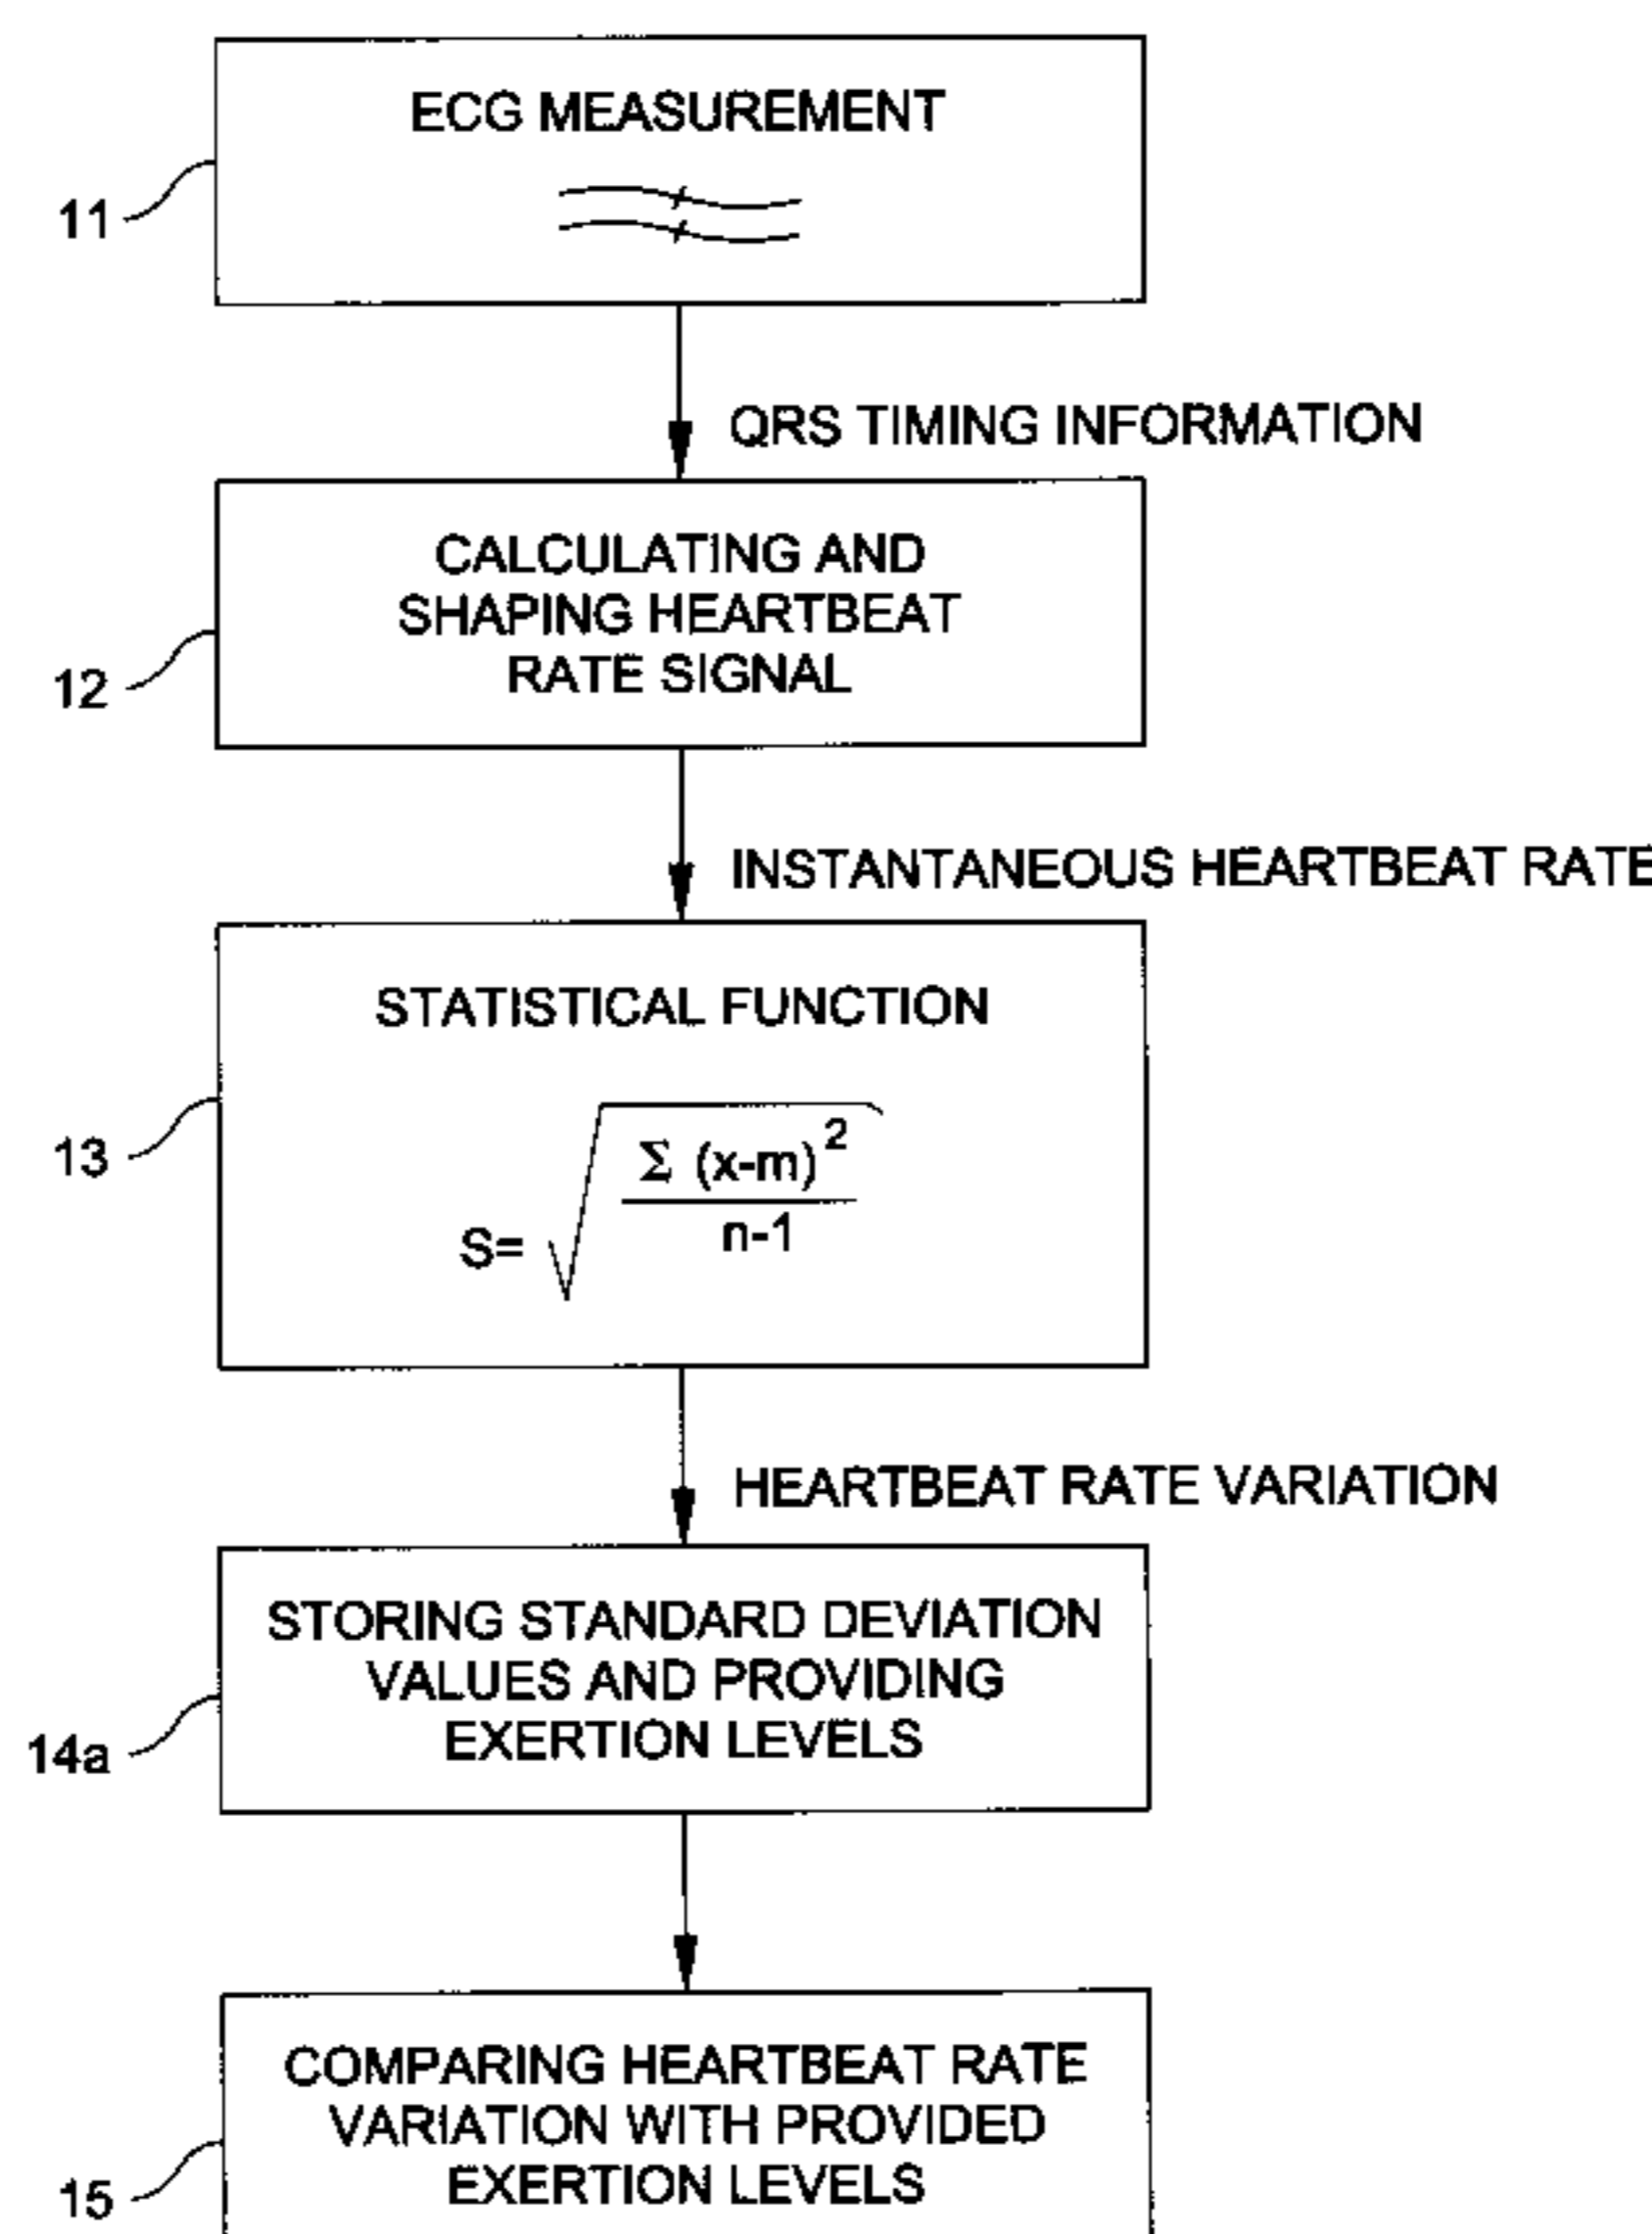 ECG MEASUREMENT
11
QRS TIMING INFORMATION
CALCULATING AND
SHAPING HEARTBEAT
RATE SIGNAL
12
INSTANTANEOUS HEARTBEAT RATE
STATISTICAL FUNCTION
S= √ Σ (x-m)²
n-1
13
HEARTBEAT RATE VARIATION
STORING STANDARD DEVIATION
VALUES AND PROVIDING
EXERTION LEVELS
14a
COMPARING HEARTBEAT RATE
VARIATION WITH PROVIDED
EXERTION LEVELS
15